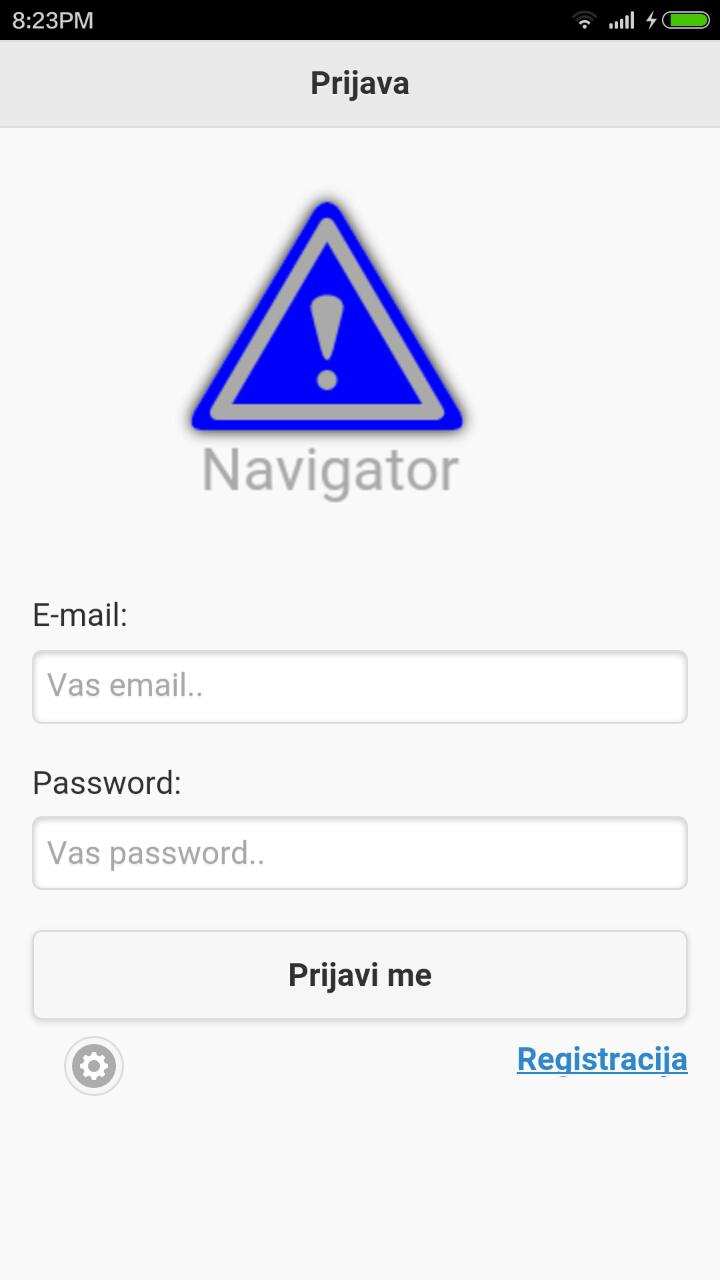 8:23PM
Prijava
Navigator
E-mail:
Vas email..
Password:
Vas password..
Prijavi me
Registracija